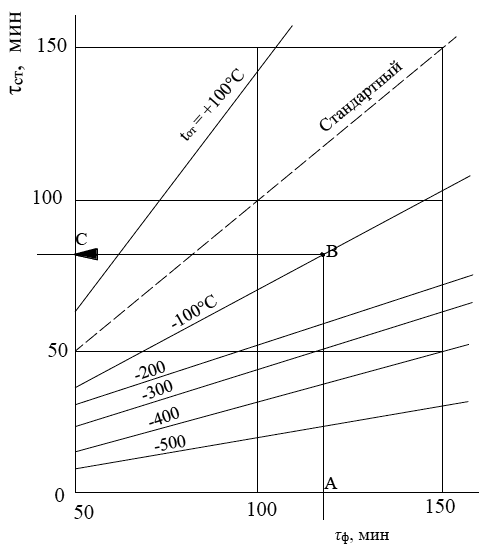 τст, мин
150
100
50
0
tот = +100°C
Стандартный
C
B
-100°C
-200
-300
-400
-500
A
50
100
150
τф, мин